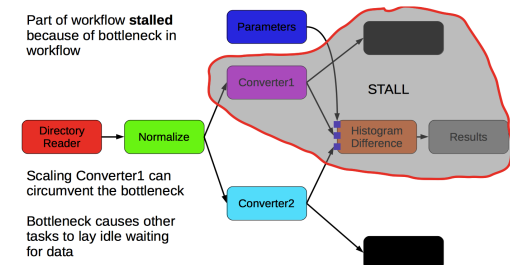 Part of workflow stalled
because of bottleneck in
workflow
Parameters
Converter1
STALL
Directory
Reader
Normalize
Histogram
Difference
Results
Scaling Converter1 can
circumvent the bottleneck
Converter2
Bottleneck causes other
tasks to lay idle waiting
for data